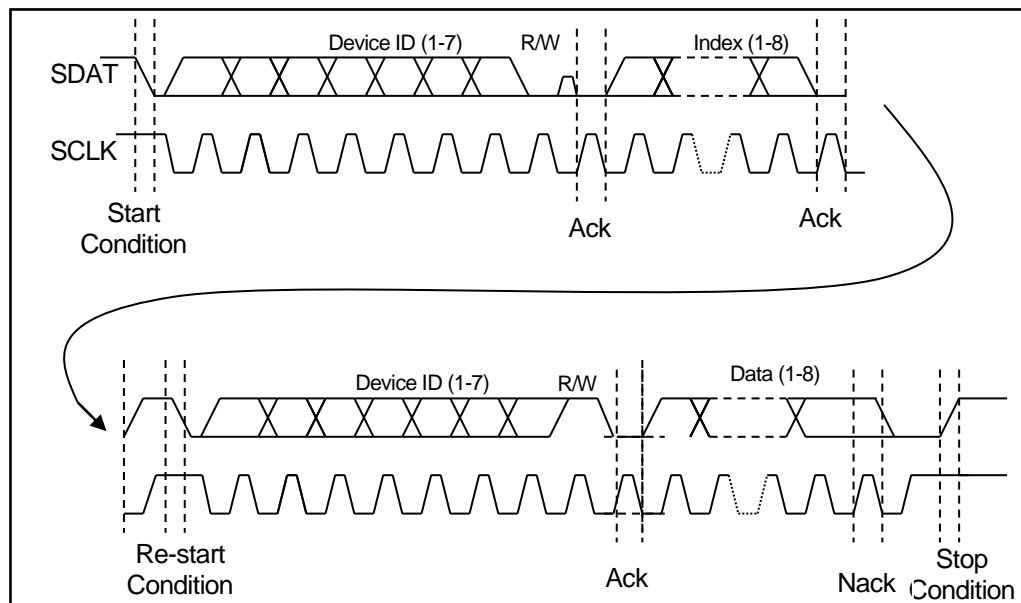 Device ID (1-7)
R/W
Index (1-8)
SDAT
SCLK
Start
Condition
Ack
Ack
Device ID (1-7)
R/W
Data (1-8)
Re-start
Condition
Ack
Nack
Stop
Condition